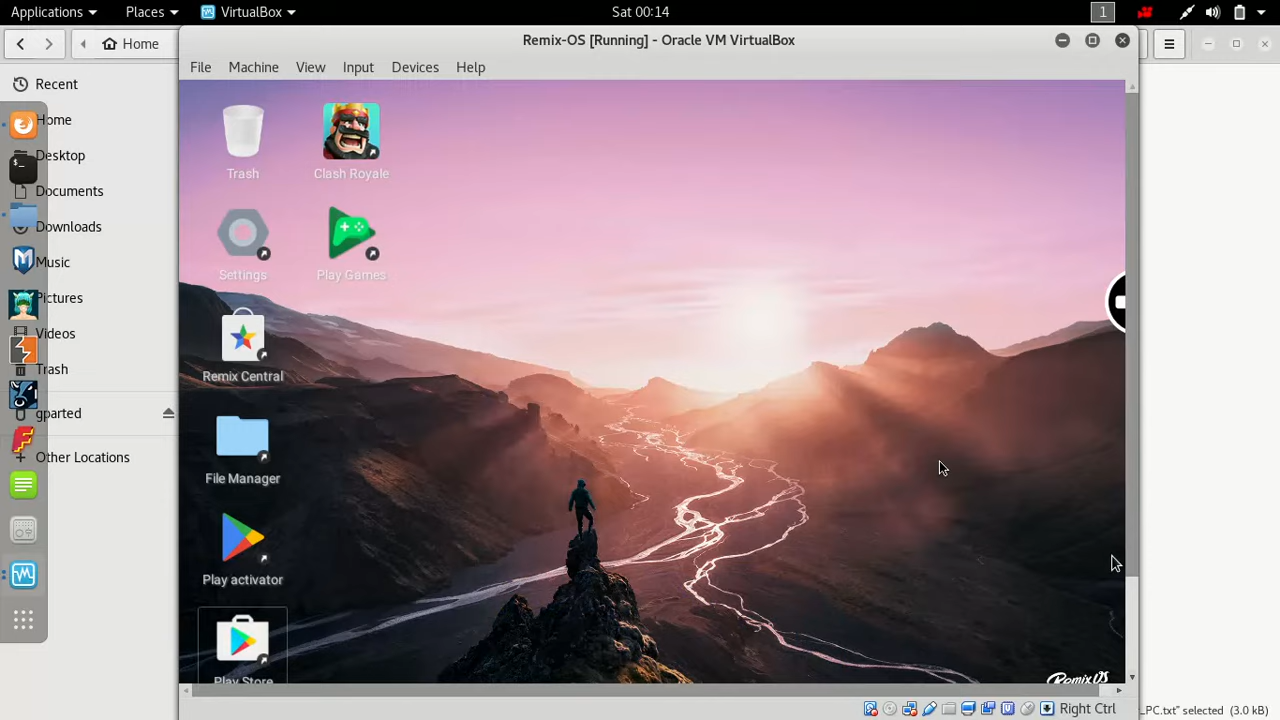 Applications Places VirtualBox Sat 00:14 1
Home
Remix-OS [Running] - Oracle VM VirtualBox
File Machine View Input Devices Help
Recent
Home
Desktop
Documents
Downloads
Music
Pictures
Videos
Trash
gparted
Other Locations
Trash
Clash Royale
Settings
Play Games
Remix Central
File Manager
Play activator
Play Store
Remix OS
Right Ctrl
_PC.txt" selected (3.0 kB)